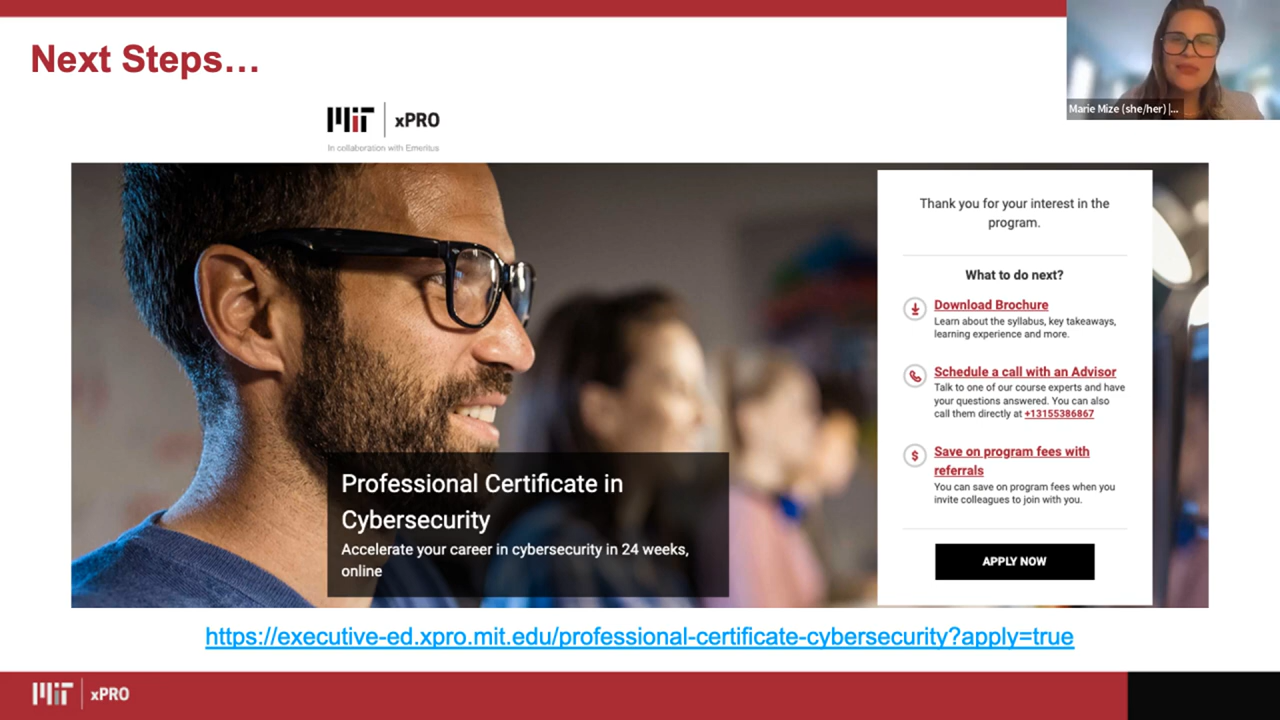 Next Steps…
Marie Mize (she/her) |...
MIT xPRO
In collaboration with Emeritus
Thank you for your interest in the
program.
What to do next?
Download Brochure
Learn about the syllabus, key takeaways,
learning experience and more.
Schedule a call with an Advisor
Talk to one of our course experts and have
your questions answered. You can also
call them directly at +13155386867
Save on program fees with
referrals
You can save on program fees when you
invite colleagues to join with you.
APPLY NOW
Professional Certificate in
Cybersecurity
Accelerate your career in cybersecurity in 24 weeks,
online
https://executive-ed.xpro.mit.edu/professional-certificate-cybersecurity?apply=true
MIT xPRO